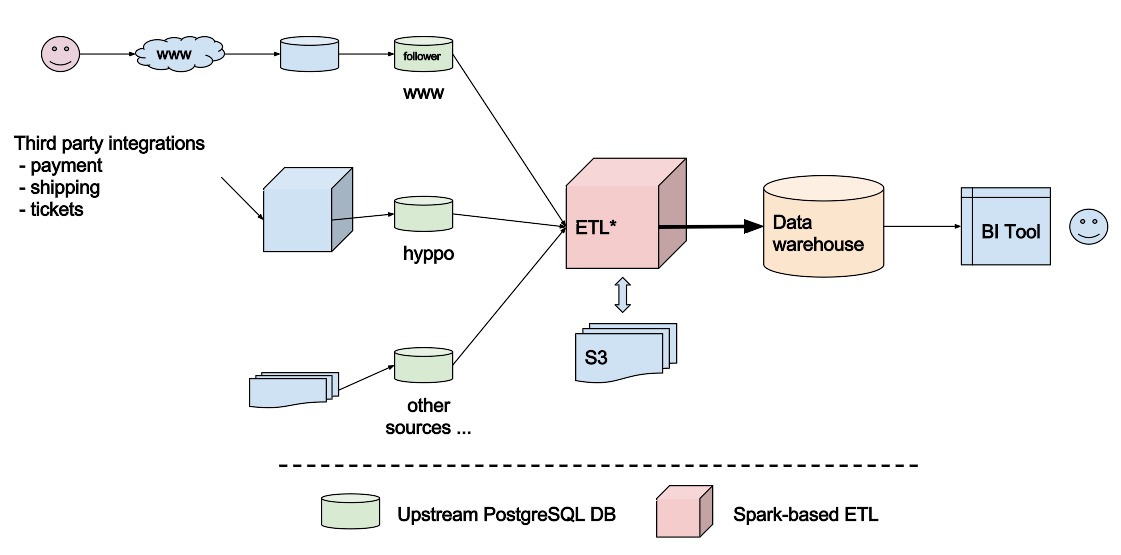 www
follower
www
Third party integrations
- payment
- shipping
- tickets
hyppo
ETL*
Data
warehouse
BI Tool
S3
other
sources ...
Upstream PostgreSQL DB
Spark-based ETL